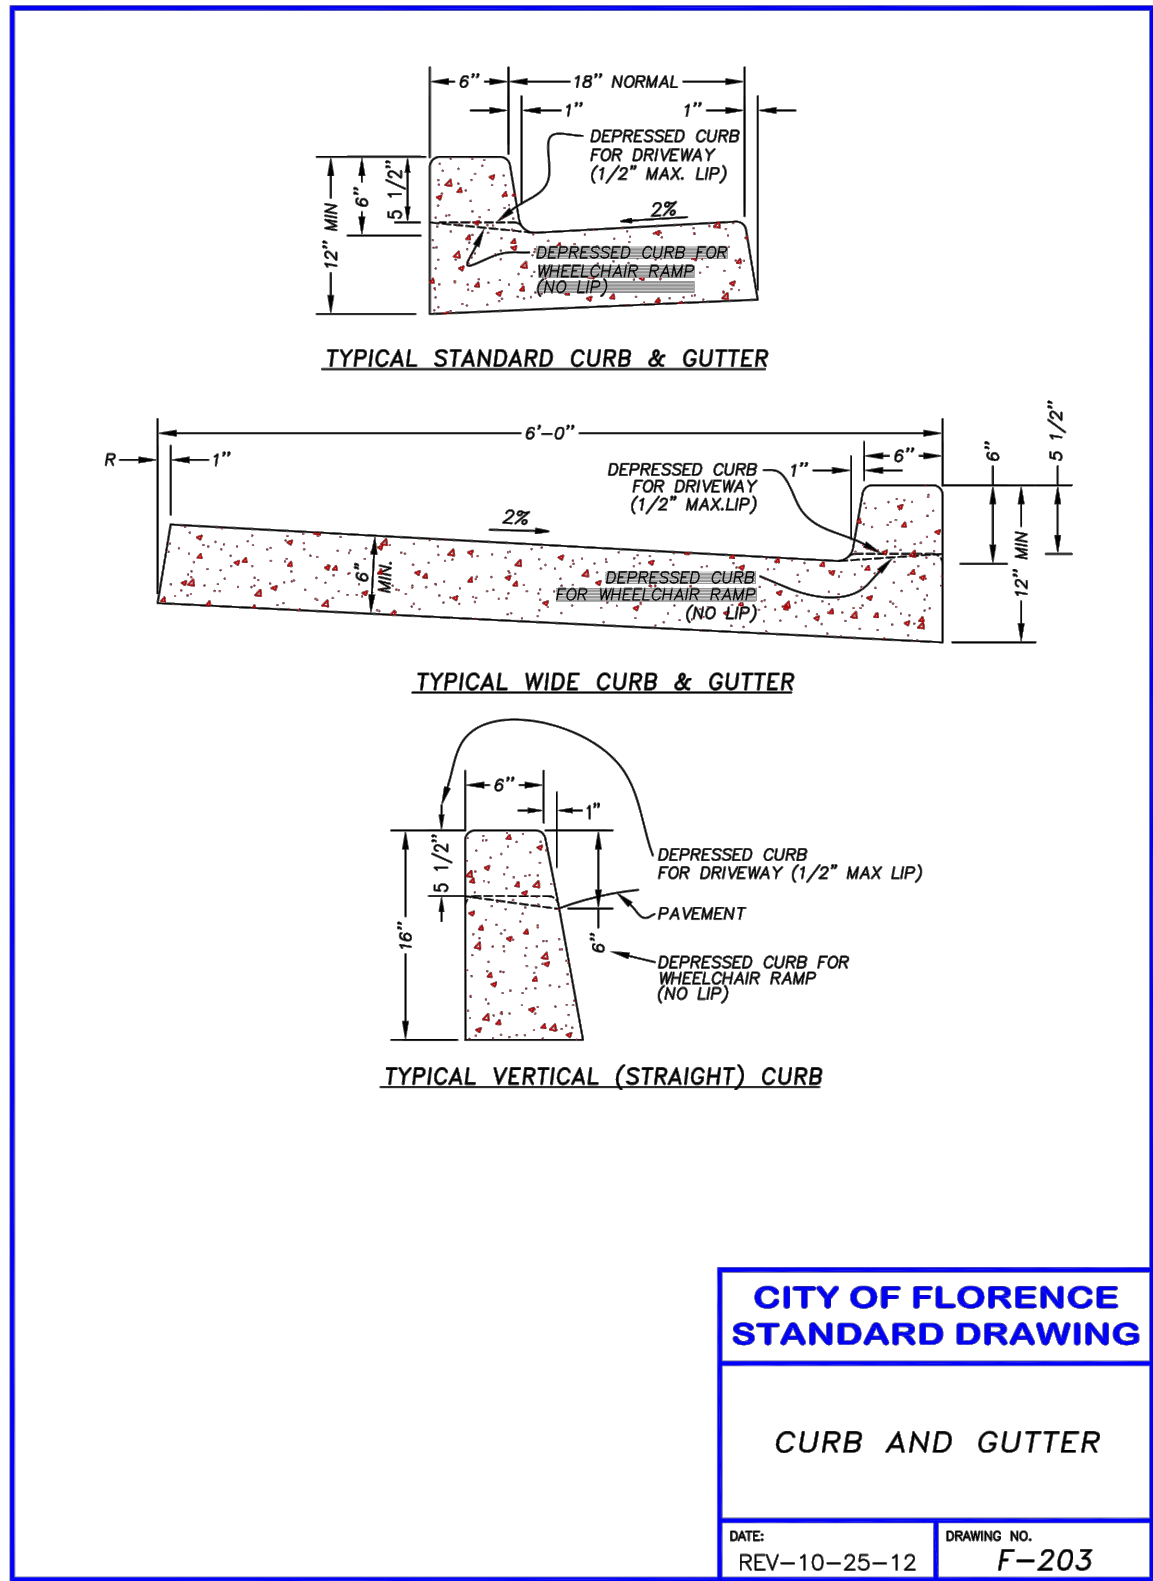 6"
18" NORMAL
1"
1"
DEPRESSED CURB
FOR DRIVEWAY
(1/2" MAX. LIP)
12" MIN
6"
5 1/2"
2%
DEPRESSED CURB FOR
WHEELCHAIR RAMP
(NO LIP)
TYPICAL STANDARD CURB & GUTTER
6'-0"
R
1"
DEPRESSED CURB
FOR DRIVEWAY
(1/2" MAX.LIP)
1"
6"
6"
5 1/2"
12" MIN
2%
6"
MIN.
DEPRESSED CURB
FOR WHEELCHAIR RAMP
(NO LIP)
TYPICAL WIDE CURB & GUTTER
6"
1"
5 1/2"
16"
DEPRESSED CURB
FOR DRIVEWAY (1/2" MAX LIP)
PAVEMENT
6"
DEPRESSED CURB FOR
WHEELCHAIR RAMP
(NO LIP)
TYPICAL VERTICAL (STRAIGHT) CURB
CITY OF FLORENCE
STANDARD DRAWING
CURB AND GUTTER
DATE:
REV-10-25-12
DRAWING NO.
F-203